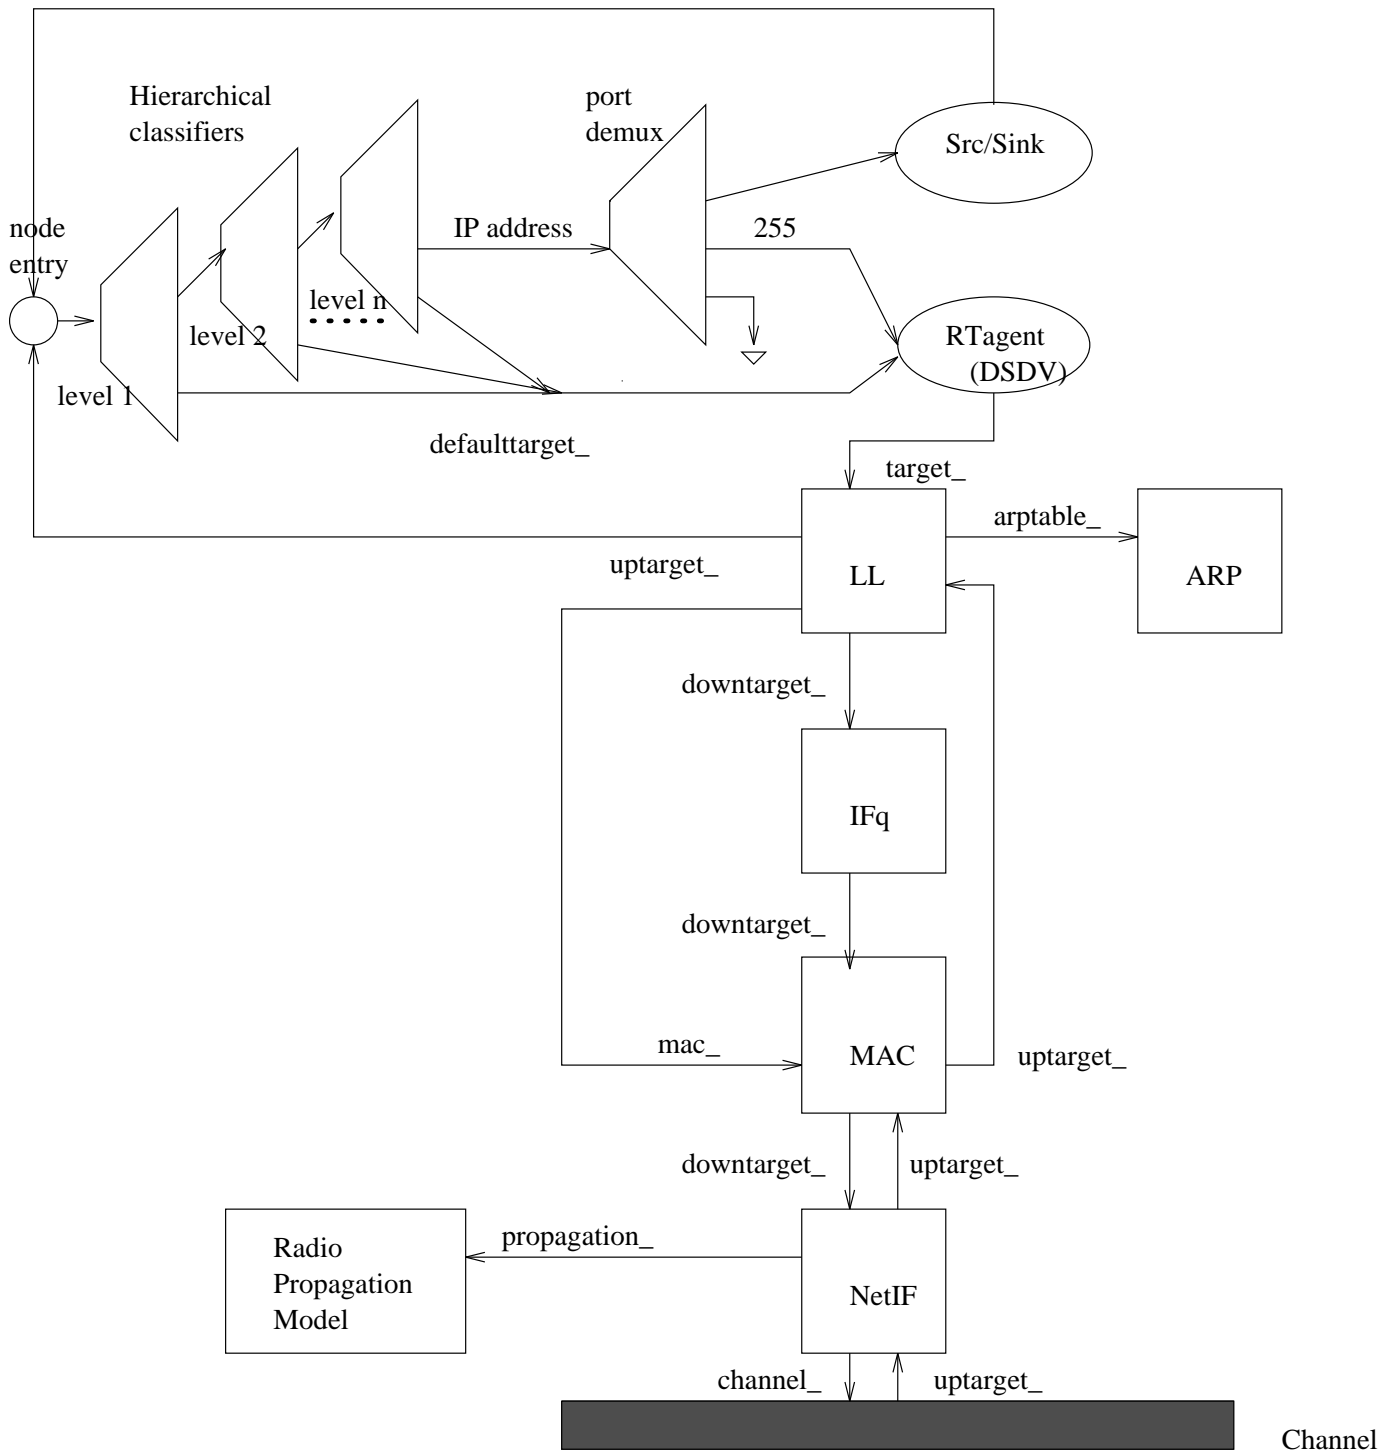 Hierarchical
classifiers
port
demux
Src/Sink
node
entry
IP address
255
level n
level 2
RTagent
(DSDV)
level 1
defaulttarget_
target_
arptable_
uptarget_
LL
ARP
downtarget_
IFq
downtarget_
mac_
MAC
uptarget_
downtarget_
uptarget_
propagation_
Radio
Propagation
Model
NetIF
channel_
uptarget_
Channel